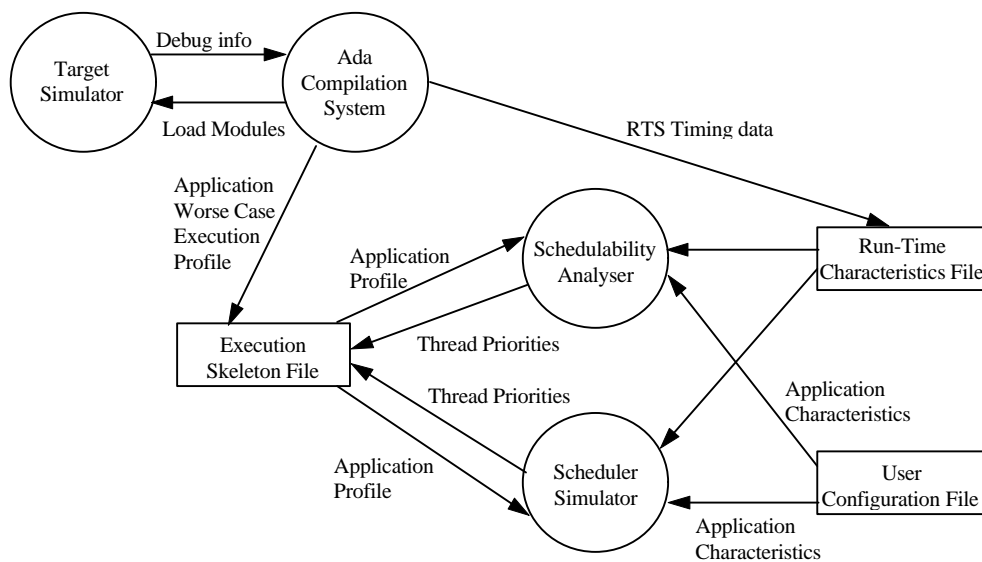 Debug info
Target
Simulator
Ada
Compilation
System
Load Modules
RTS Timing data
Application
Worse Case
Execution
Profile
Application
Profile
Schedulability
Analyser
Run-Time
Characteristics File
Execution
Skeleton File
Thread Priorities
Thread Priorities
Application
Characteristics
Application
Profile
Scheduler
Simulator
User
Configuration File
Application
Characteristics